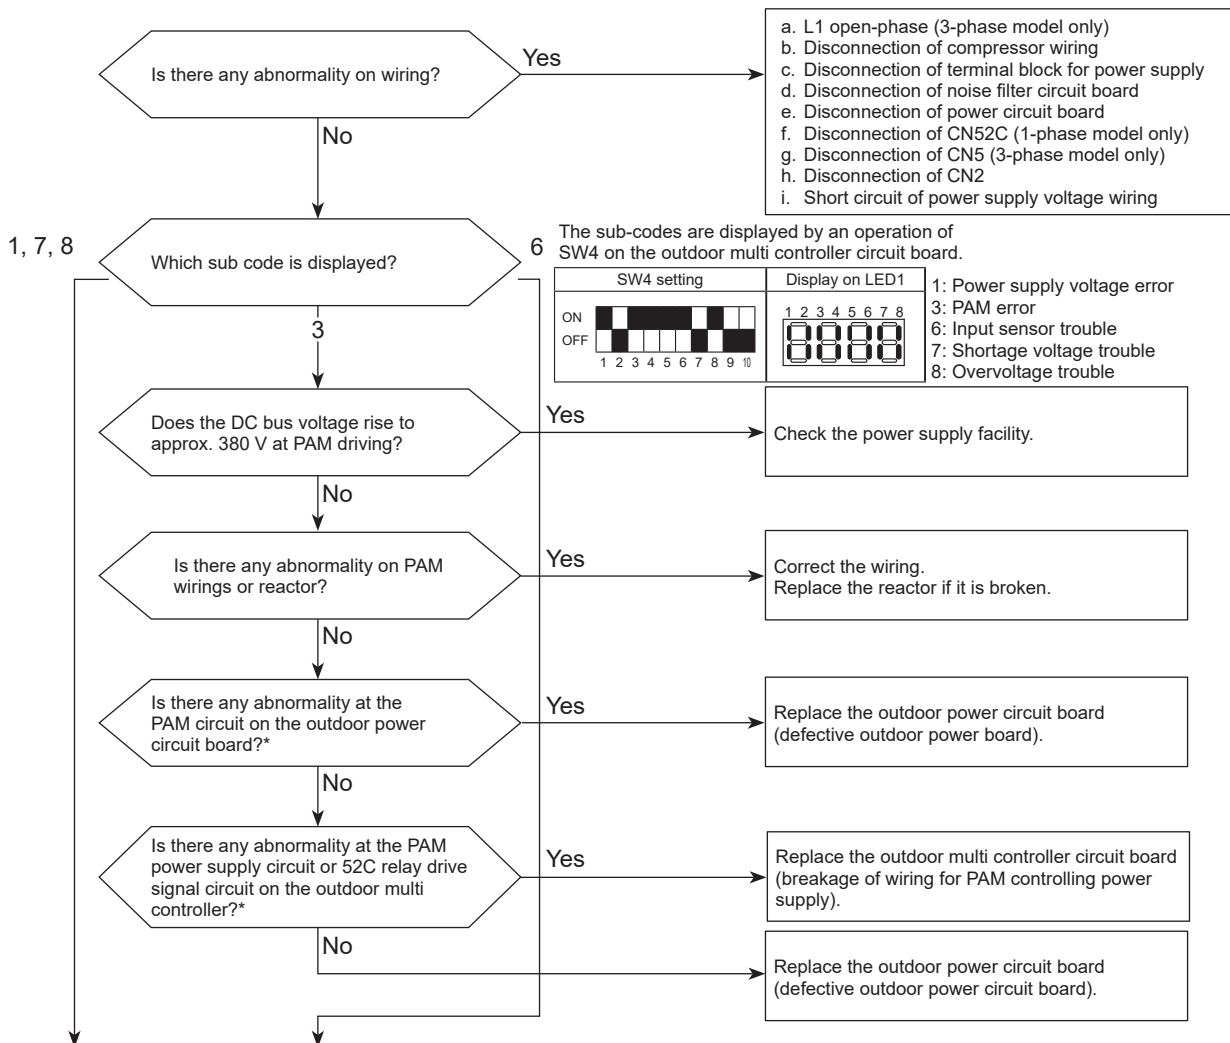 Is there any abnormality on wiring?
Yes
a. L1 open-phase (3-phase model only)
b. Disconnection of compressor wiring
c. Disconnection of terminal block for power supply
d. Disconnection of noise filter circuit board
e. Disconnection of power circuit board
f. Disconnection of CN52C (1-phase model only)
g. Disconnection of CN5 (3-phase model only)
h. Disconnection of CN2
i. Short circuit of power supply voltage wiring
No
1, 7, 8
Which sub code is displayed?
6
The sub-codes are displayed by an operation of
SW4 on the outdoor multi controller circuit board.
SW4 setting
Display on LED1
ON
OFF
1 2 3 4 5 6 7 8 9 10
1 2 3 4 5 6 7 8
1: Power supply voltage error
3: PAM error
6: Input sensor trouble
7: Shortage voltage trouble
8: Overvoltage trouble
3
Does the DC bus voltage rise to
approx. 380 V at PAM driving?
Yes
Check the power supply facility.
No
Is there any abnormality on PAM
wirings or reactor?
Yes
Correct the wiring.
Replace the reactor if it is broken.
No
Is there any abnormality at the
PAM circuit on the outdoor power
circuit board?*
Yes
Replace the outdoor power circuit board
(defective outdoor power board).
No
Is there any abnormality at the PAM
power supply circuit or 52C relay drive
signal circuit on the outdoor multi
controller?*
Yes
Replace the outdoor multi controller circuit board
(breakage of wiring for PAM controlling power
supply).
No
Replace the outdoor power circuit board
(defective outdoor power circuit board).